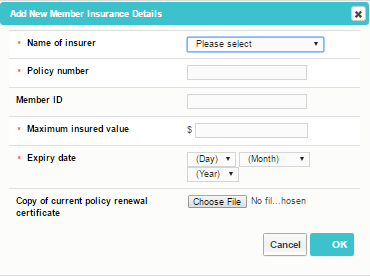 Add New Member Insurance Details ✖
* Name of insurer Please select ▼
* Policy number
Member ID
* Maximum insured value $
* Expiry date (Day) ▼ (Month) ▼
(Year) ▼
Copy of current policy renewal Choose File No fil...hosen
certificate
Cancel OK